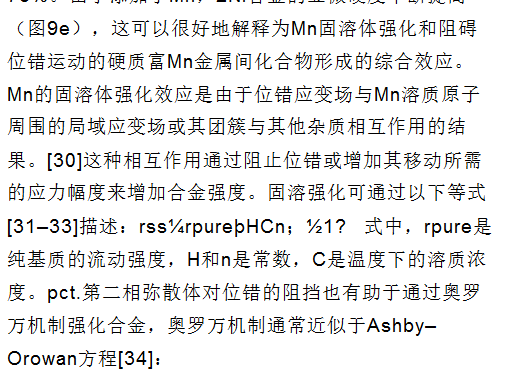 （图9e），这可以很好地解释为Mn固溶体强化和阻碍
位错运动的硬质富Mn金属间化合物形成的综合效应。
Mn的固溶体强化效应是由于位错应变场与Mn溶质原子
周围的局域应变场或其团簇与其他杂质相互作用的结
果。[30]这种相互作用通过阻止位错或增加其移动所需
的应力幅度来增加合金强度。固溶强化可通过以下等式
[31–33]描述：rss¼rpureþHCn；½1?　式中，rpure是
纯基质的流动强度，H和n是常数，C是温度下的溶质浓
度。pct.第二相弥散体对位错的阻挡也有助于通过奥罗
万机制强化合金，奥罗万机制通常近似于Ashby–
Orowan方程[34]：